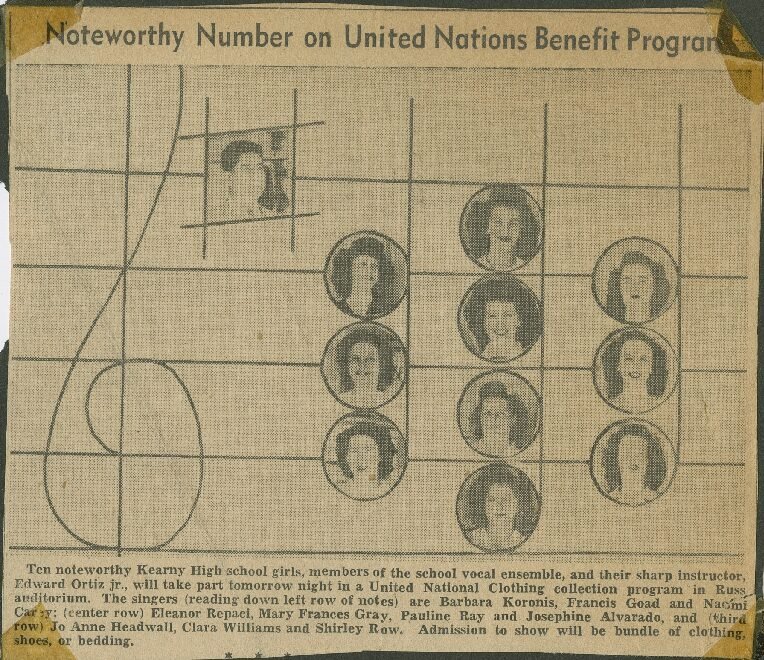 Noteworthy Number on United Nations Benefit Program
Ten noteworthy Kearny High school girls, members of the school vocal ensemble, and their sharp instructor,
Edward Ortiz jr., will take part tomorrow night in a United National Clothing collection program in Russ
auditorium. The singers (reading down left row of notes) are Barbara Koronis, Francis Goad and Naomi
(center row) Eleanor Repaci, Mary Frances Gray, Pauline Ray and Josephine Alvarado, and (third
row) Jo Anne Headwall, Clara Williams and Shirley Row. Admission to show will be bundle of clothing,
shoes, or bedding.
* * *